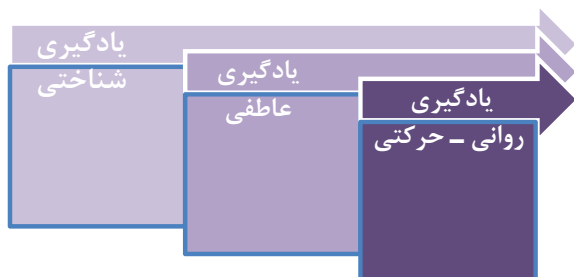 یادگیری
شناختی
یادگیری
عاطفی
یادگیری
روانی ـ حرکتی